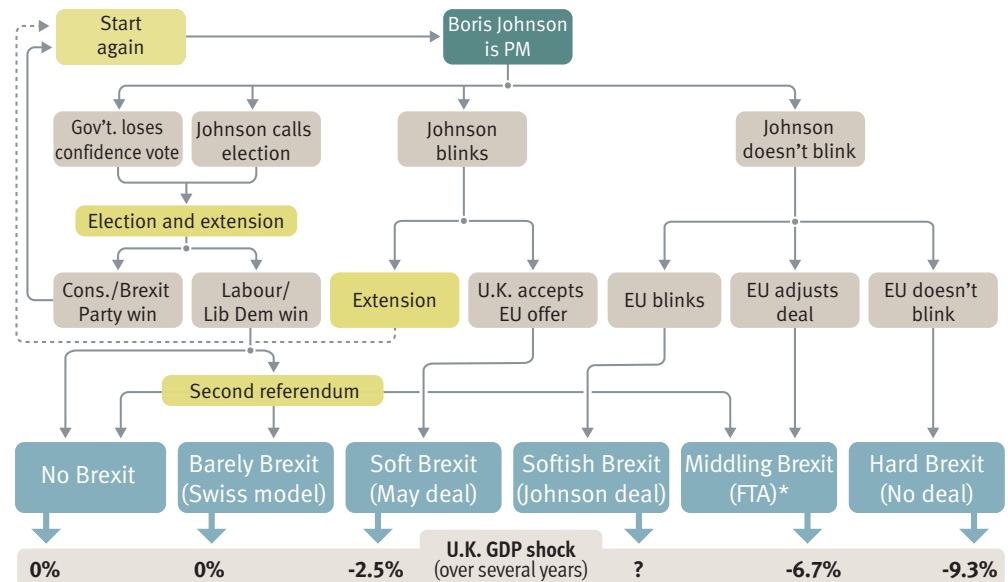 Start
again
Boris Johnson
is PM
Gov't. loses
confidence vote
Johnson calls
election
Johnson
blinks
Johnson
doesn't blink
Election and extension
Cons./Brexit
Party win
Labour/
Lib Dem win
Extension
U.K. accepts
EU offer
EU blinks
EU adjusts
deal
EU doesn't
blink
Second referendum
No Brexit
Barely Brexit
(Swiss model)
Soft Brexit
(May deal)
Softish Brexit
(Johnson deal)
Middling Brexit
(FTA)*
Hard Brexit
(No deal)
U.K. GDP shock
(over several years)
0%
0%
-2.5%
?
-6.7%
-9.3%